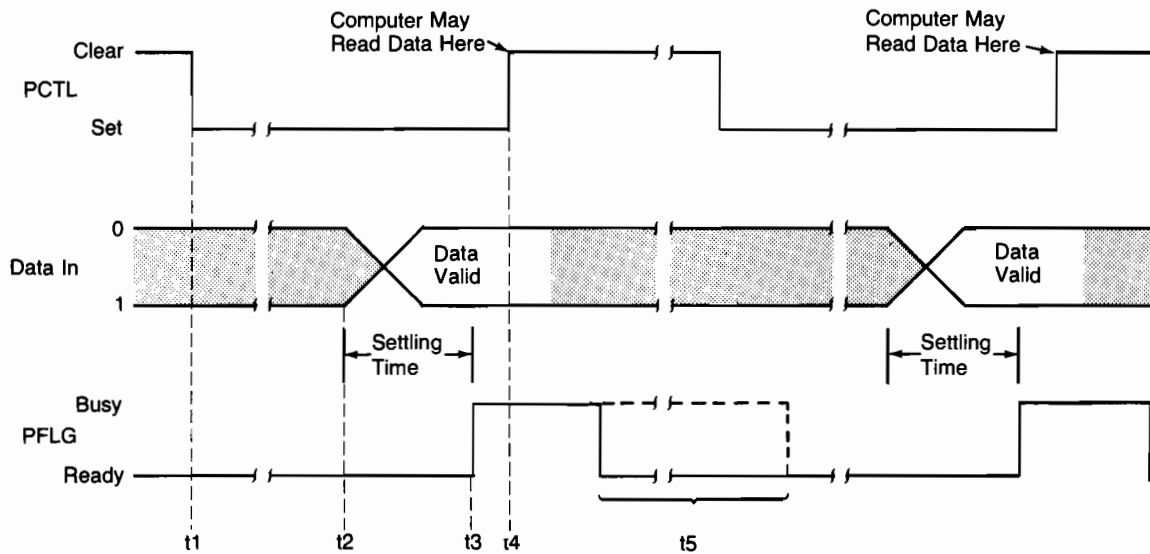 Computer May
Read Data Here
Computer May
Read Data Here
Clear
PCTL
Set
0
Data In
1
Data
Valid
Data
Valid
Settling
Time
Settling
Time
Busy
PFLG
Ready
t1
t2
t3
t4
t5